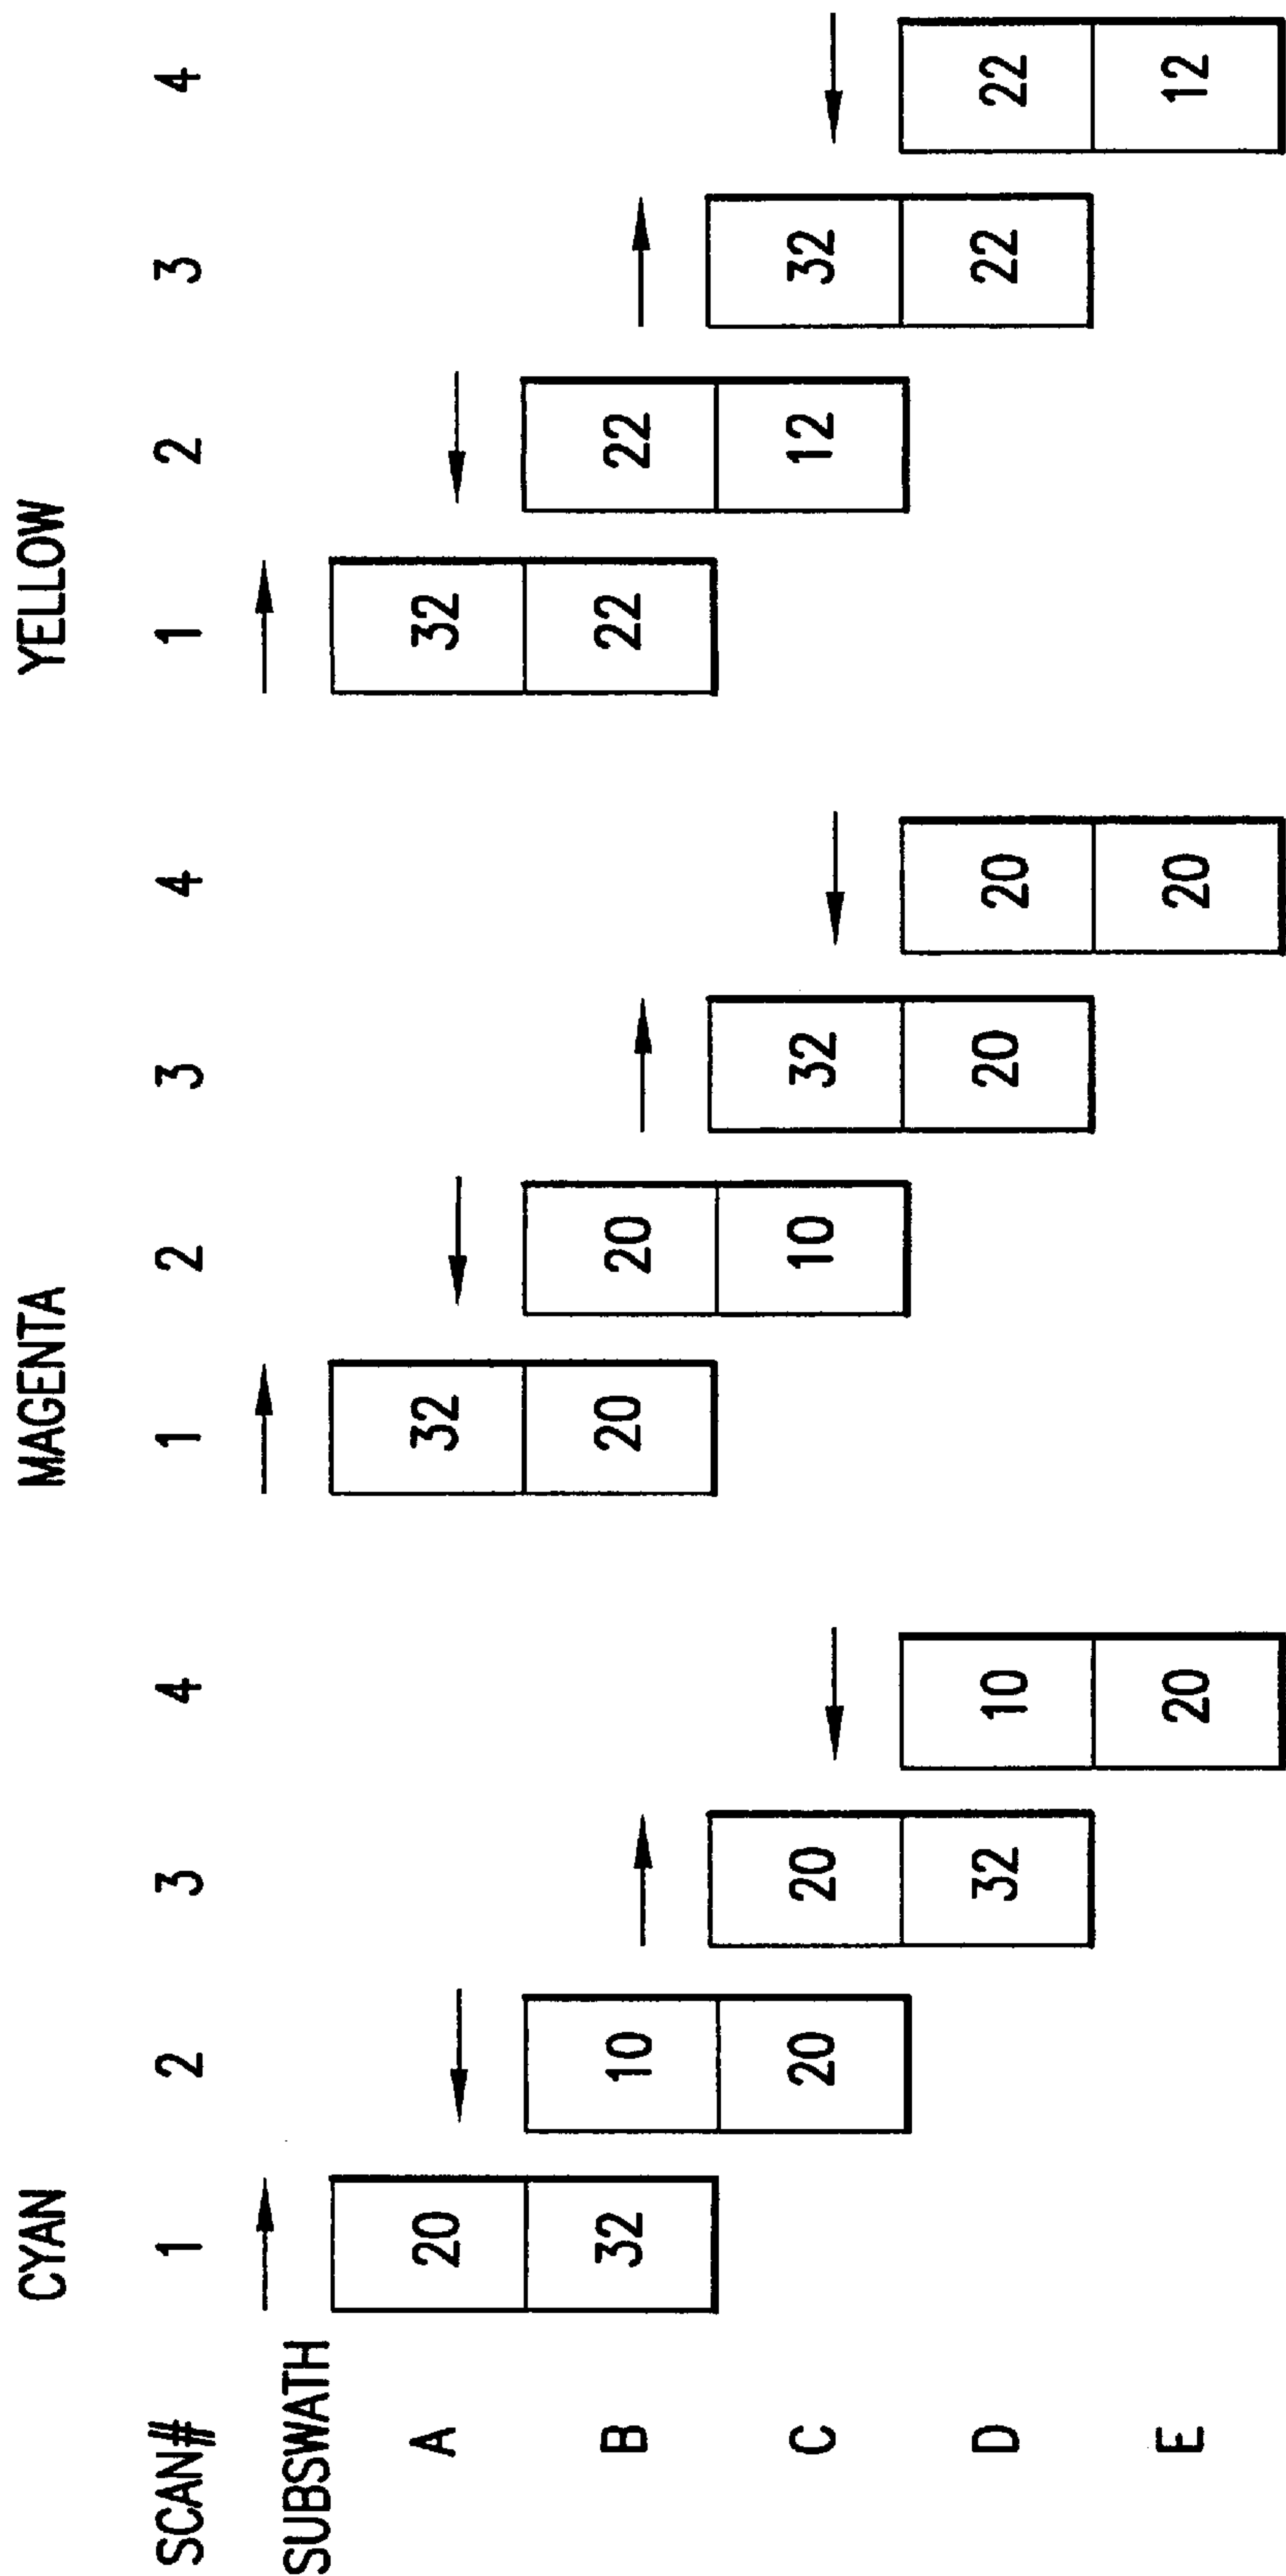 CYAN MAGENTA YELLOW
SCAN# 1 2 3 4 1 2 3 4 1 2 3 4
SUBSWATH
A 20 32 32
B 32 10 20 20 22 22
C 20 20 10 32 12 32
D 32 10 20 20 22 22
E 20 20 12